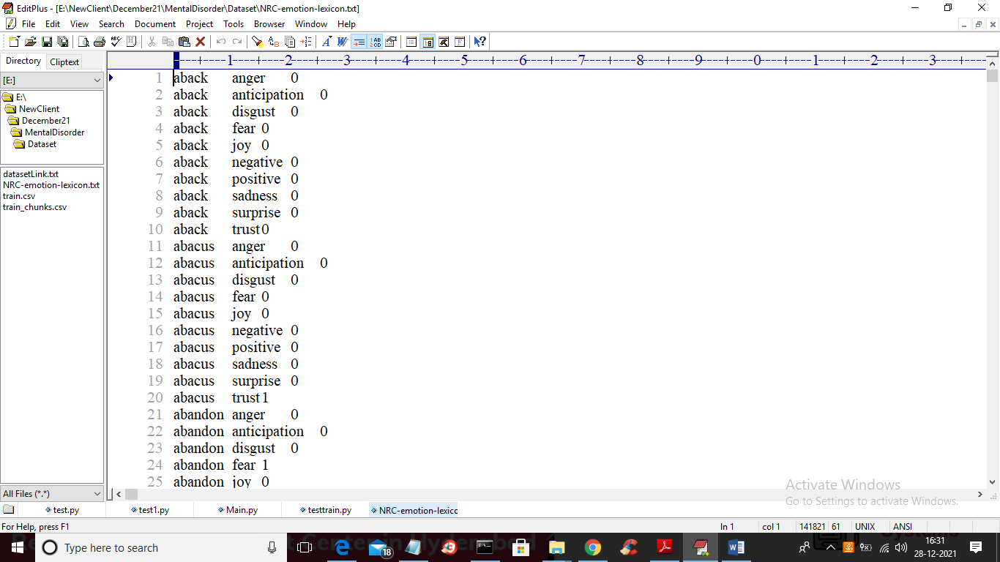 EditPlus - [E:\NewClient\December21\MentalDisorder\Dataset\NRC-emotion-lexicon.txt]
File Edit View Search Document Project Tools Browser Window Help
Directory Cliptext
----+----1----+----2----+----3----+----4----+----5----+----6----+----7----+----8----+----9----+----0----+----1----+----2----+----3----+--
[E:]
E:\
NewClient
December21
MentalDisorder
Dataset
datasetLink.txt
NRC-emotion-lexicon.txt
train.csv
train_chunks.csv
All Files (*.*)
1 aback anger 0
2 aback anticipation 0
3 aback disgust 0
4 aback fear 0
5 aback joy 0
6 aback negative 0
7 aback positive 0
8 aback sadness 0
9 aback surprise 0
10 aback trust 0
11 abacus anger 0
12 abacus anticipation 0
13 abacus disgust 0
14 abacus fear 0
15 abacus joy 0
16 abacus negative 0
17 abacus positive 0
18 abacus sadness 0
19 abacus surprise 0
20 abacus trust 1
21 abandon anger 0
22 abandon anticipation 0
23 abandon disgust 0
24 abandon fear 1
25 abandon joy 0
Activate Windows
Go to Settings to activate Windows.
test.py test1.py Main.py testtrain.py NRC-emotion-lexicc
For Help, press F1 ln 1 col 1 141821 61 UNIX ANSI
Type here to search
18
16:31
28-12-2021